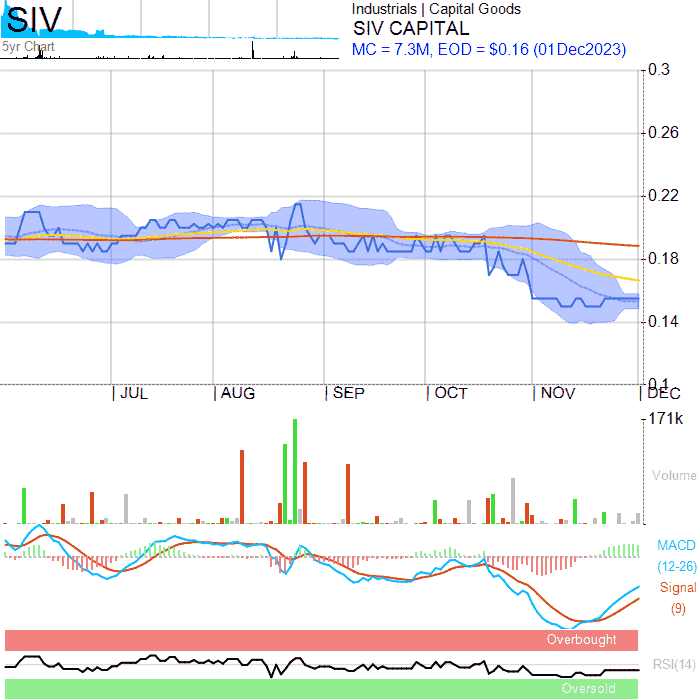 SIV
5yr Chart
Industrials | Capital Goods
SIV CAPITAL
MC = 7.3M, EOD = $0.16 (01Dec2023)
0.3
0.26
0.22
0.18
0.14
0.1
JUL AUG SEP OCT NOV DEC
171k
Volume
MACD
(12-26)
Signal
(9)
Overbought
RSI(14)
Oversold